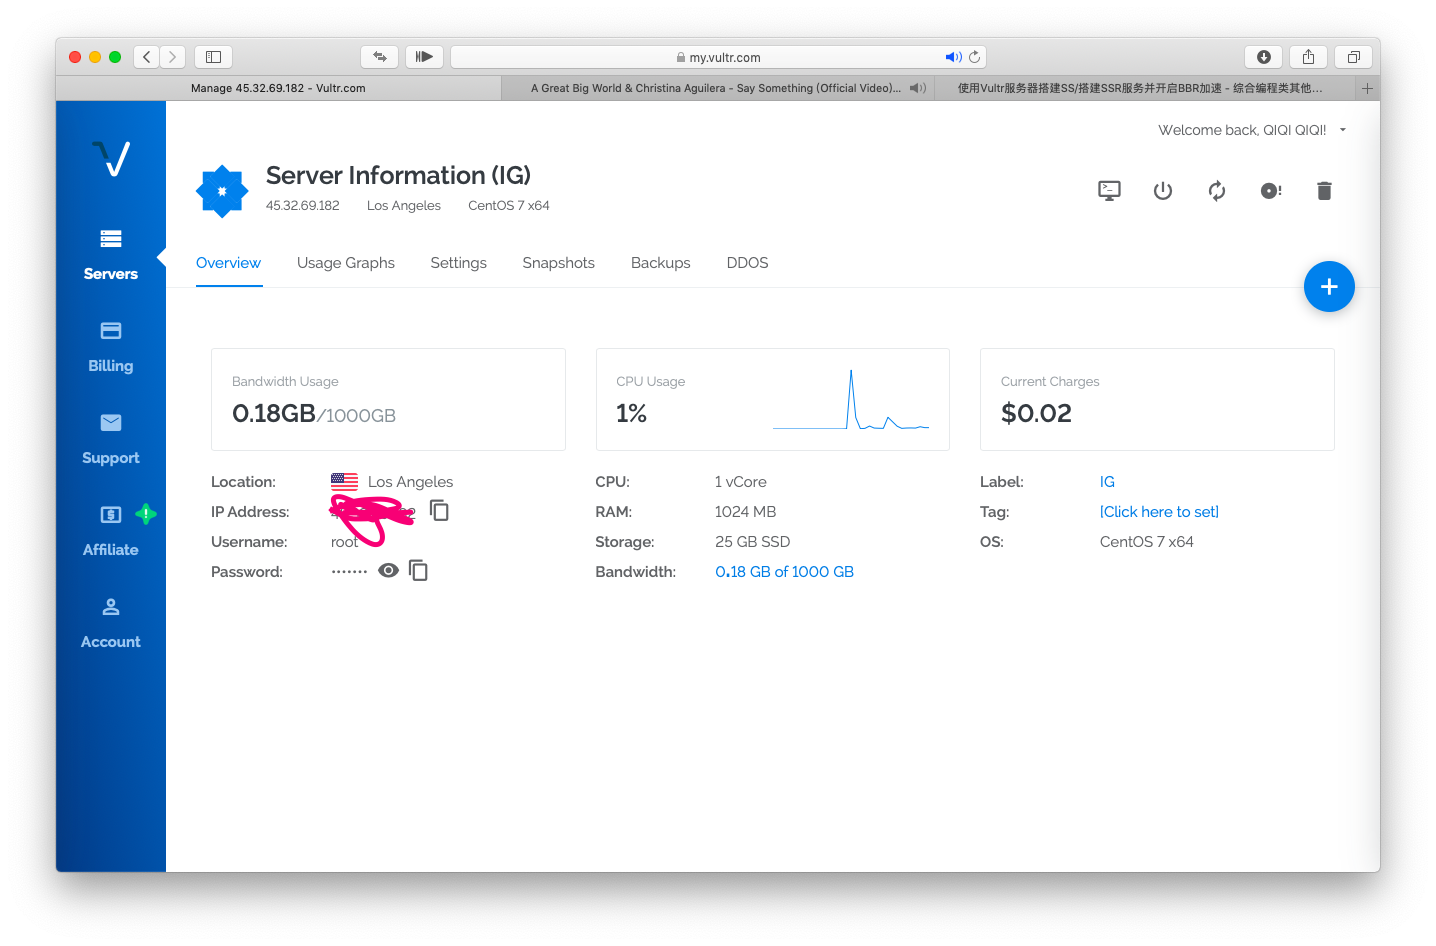 my.vultr.com
Manage 45.32.69.182 - Vultr.com
A Great Big World & Christina Aguilera - Say Something (Official Video)...
使用Vultr服务器搭建SS/搭建SSR服务并开启BBR加速 - 综合编程类其他...
Welcome back, QIQI QIQI!
Server Information (IG)
45.32.69.182 Los Angeles CentOS 7 x64
Servers
Billing
Support
Affiliate
Account
Overview Usage Graphs Settings Snapshots Backups DDOS
Bandwidth Usage
0.18GB/1000GB
CPU Usage
1%
Current Charges
$0.02
Location: Los Angeles
IP Address:
Username: root
Password: •••••••
CPU: 1 vCore
RAM: 1024 MB
Storage: 25 GB SSD
Bandwidth: 0.18 GB of 1000 GB
Label: IG
Tag: [Click here to set]
OS: CentOS 7 x64